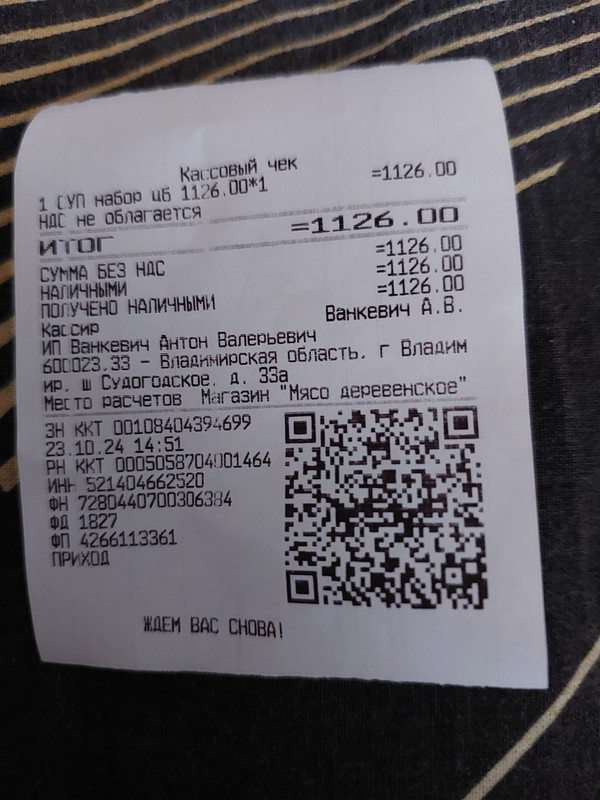 Кассовый чек
1 СУП набор цб 1126.00*1 =1126.00
НДС не облагается
ИТОГ =1126.00
СУММА БЕЗ НДС =1126.00
НАЛИЧНЫМИ =1126.00
ПОЛУЧЕНО НАЛИЧНЫМИ =1126.00
Кассир Ванкевич А.В.
ИП Ванкевич Антон Валерьевич
600023.33 - Владимирская область, г Владим
ир, ш Судогодское, д. 33а
Место расчетов Магазин "Мясо деревенское"
ЗН ККТ 00108404394699
23.10.24 14:51
РН ККТ 0005058704001464
ИНН 521404662520
ФН 7280440700306384
ФД 1827
ФП 4266113361
ПРИХОД
ЖДЕМ ВАС СНОВА!